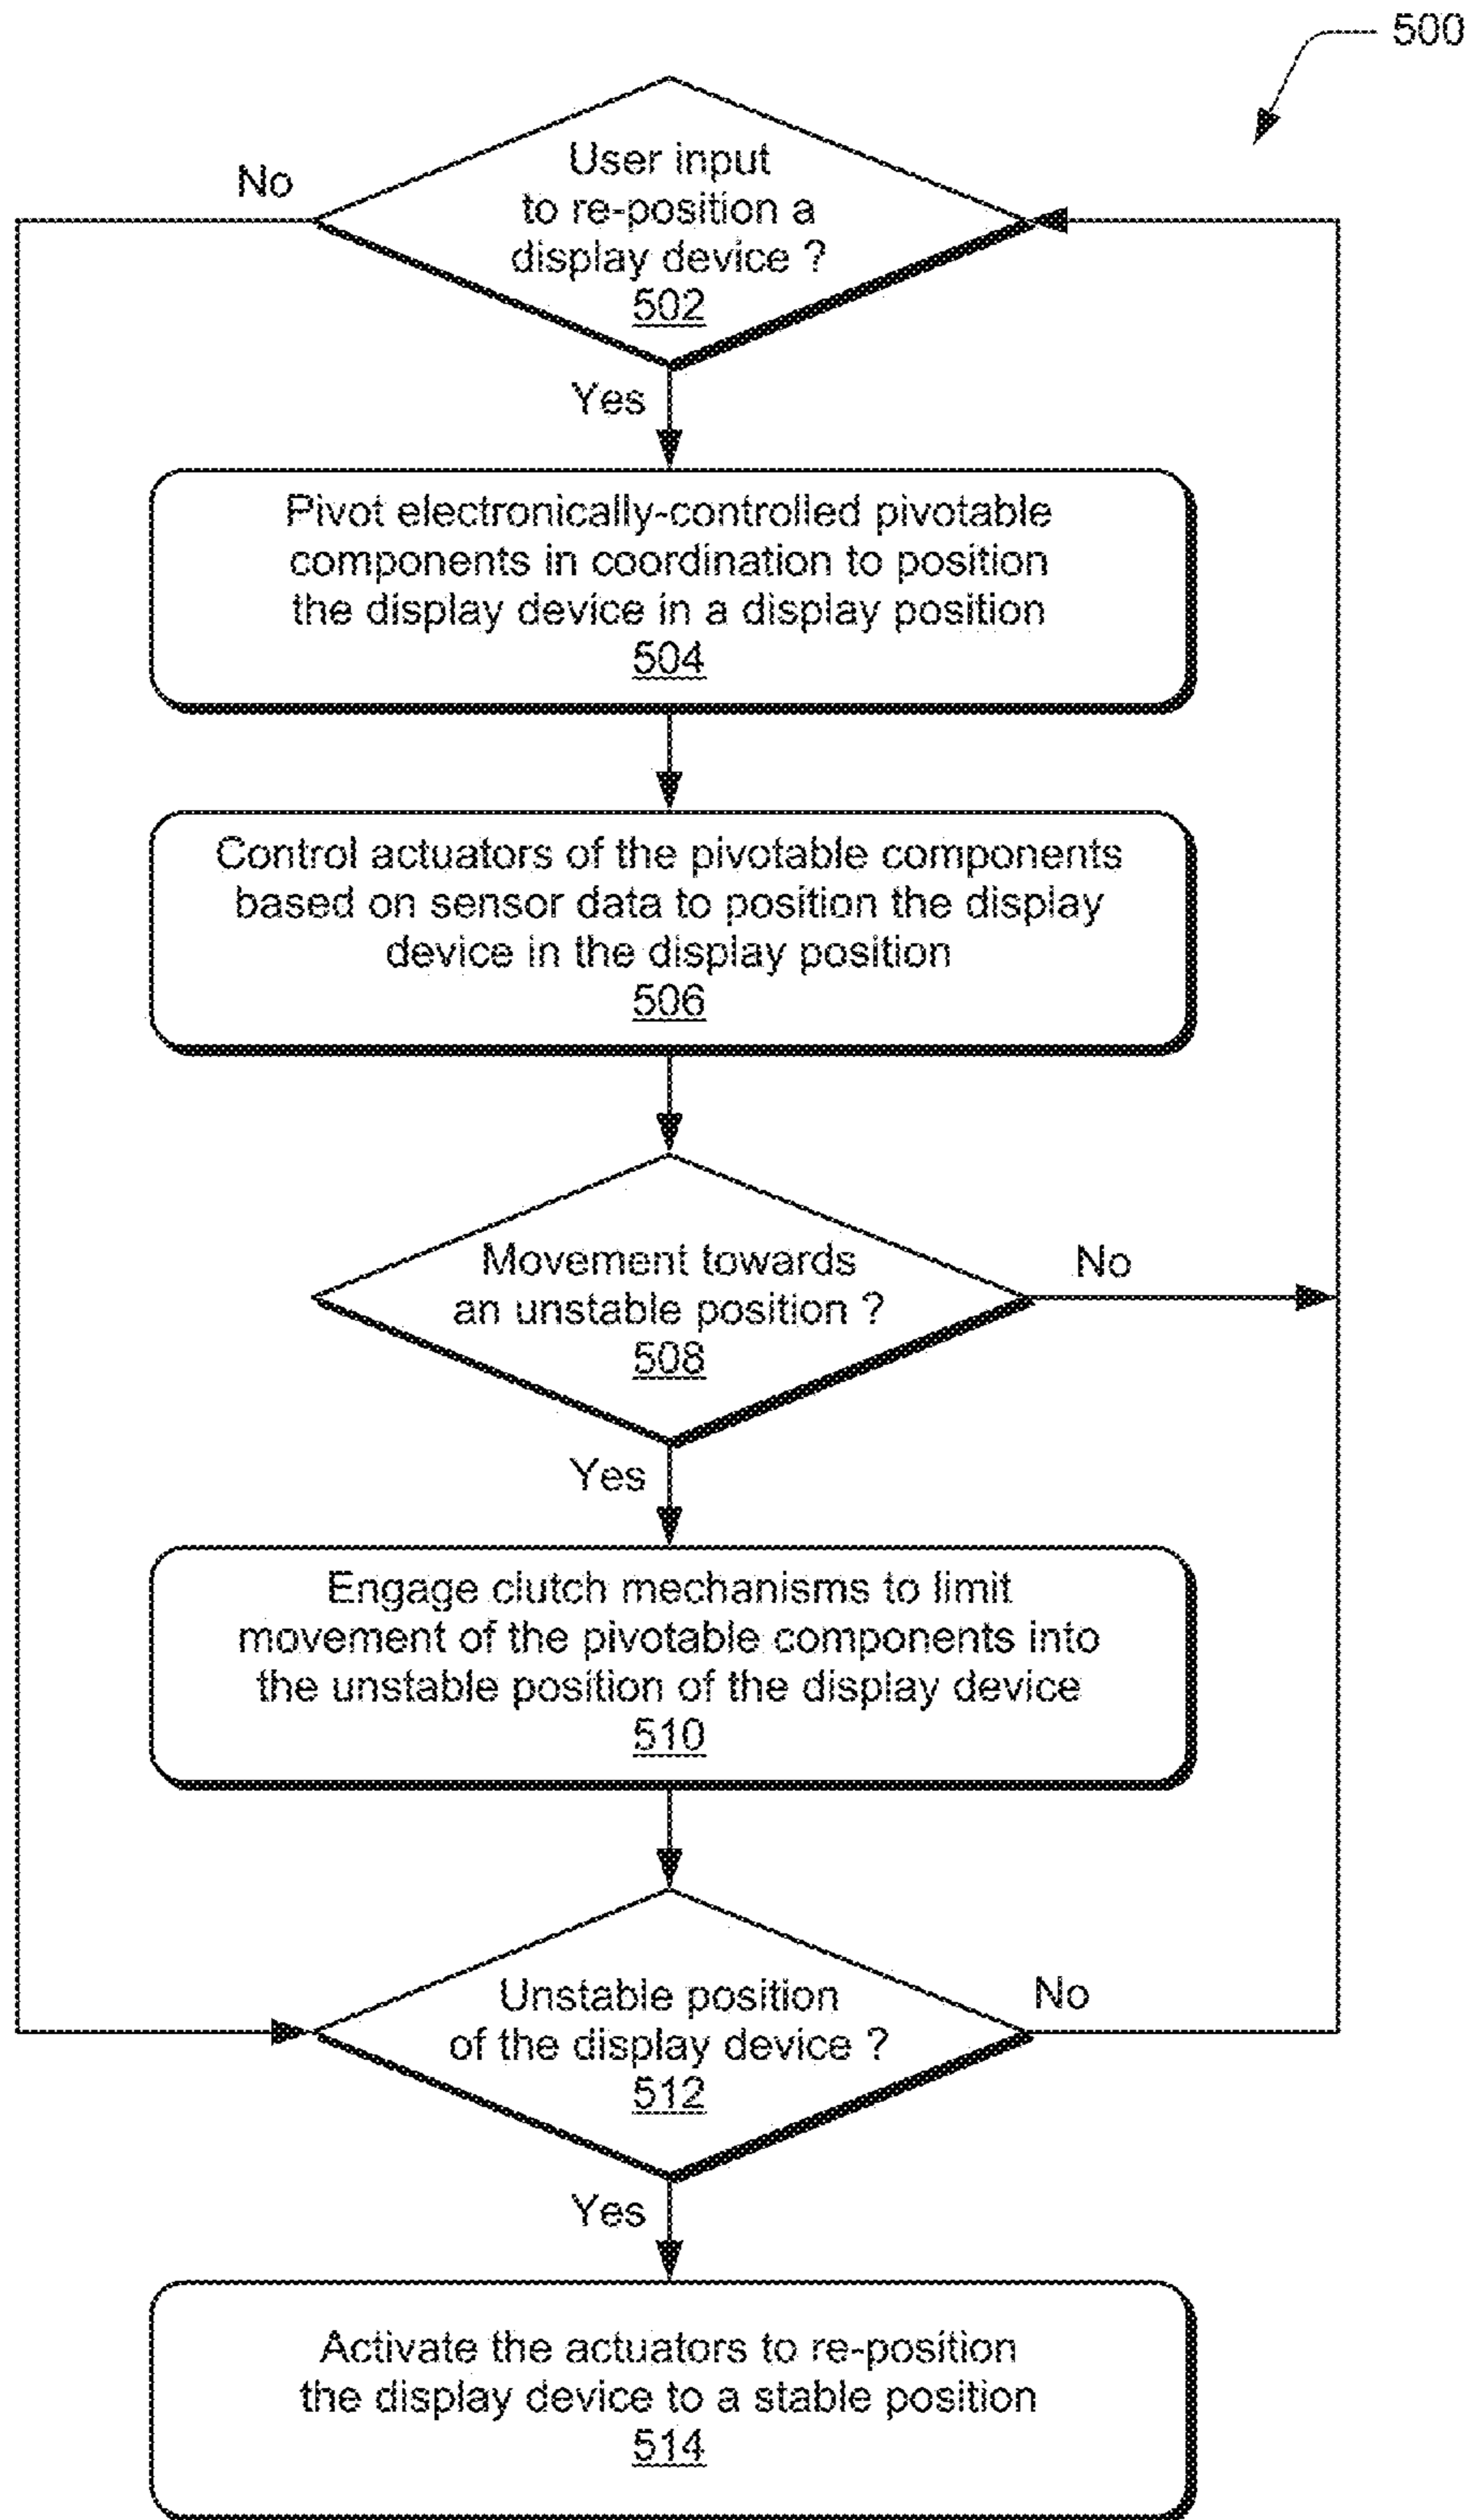 500
No
User input
to re-position a
display device ?
502
Yes
Pivot electronically-controlled pivotable
components in coordination to position
the display device in a display position
504
Control actuators of the pivotable components
based on sensor data to position the display
device in the display position
506
Movement towards
an unstable position ?
508
No
Yes
Engage clutch mechanisms to limit
movement of the pivotable components into
the unstable position of the display device
510
Unstable position
of the display device ?
512
No
Yes
Activate the actuators to re-position
the display device to a stable position
514